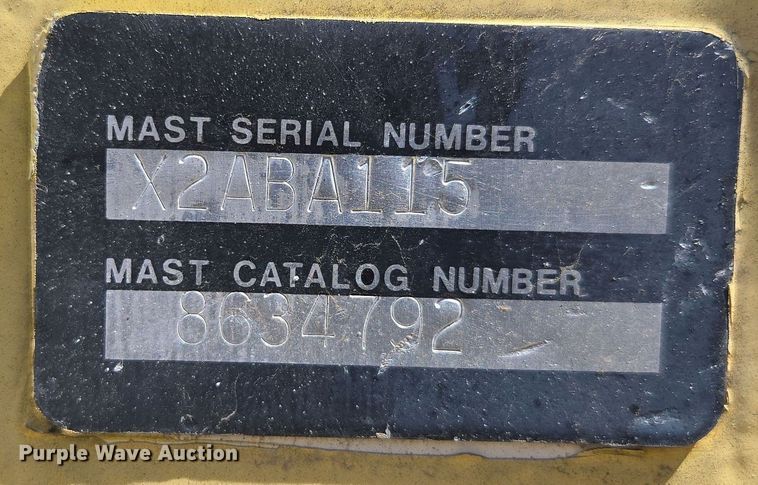 MAST SERIAL NUMBER
X2ABA115
MAST CATALOG NUMBER
8634792
Purple Wave Auction